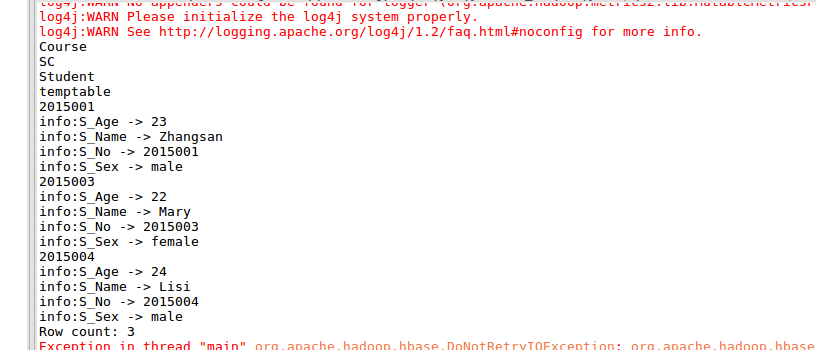 log4j:WARN No appenders could be found for logger (org.apache.hadoop.metrics2.lib.MutableMetrics
log4j:WARN Please initialize the log4j system properly.
log4j:WARN See http://logging.apache.org/log4j/1.2/faq.html#noconfig for more info.
Course
SC
Student
temptable
2015001
info:S_Age -> 23
info:S_Name -> Zhangsan
info:S_No -> 2015001
info:S_Sex -> male
2015003
info:S_Age -> 22
info:S_Name -> Mary
info:S_No -> 2015003
info:S_Sex -> female
2015004
info:S_Age -> 24
info:S_Name -> Lisi
info:S_No -> 2015004
info:S_Sex -> male
Row count: 3
Exception in thread "main" org.apache.hadoop.hbase.DoNotRetryIOException: org.apache.hadoop.hbase